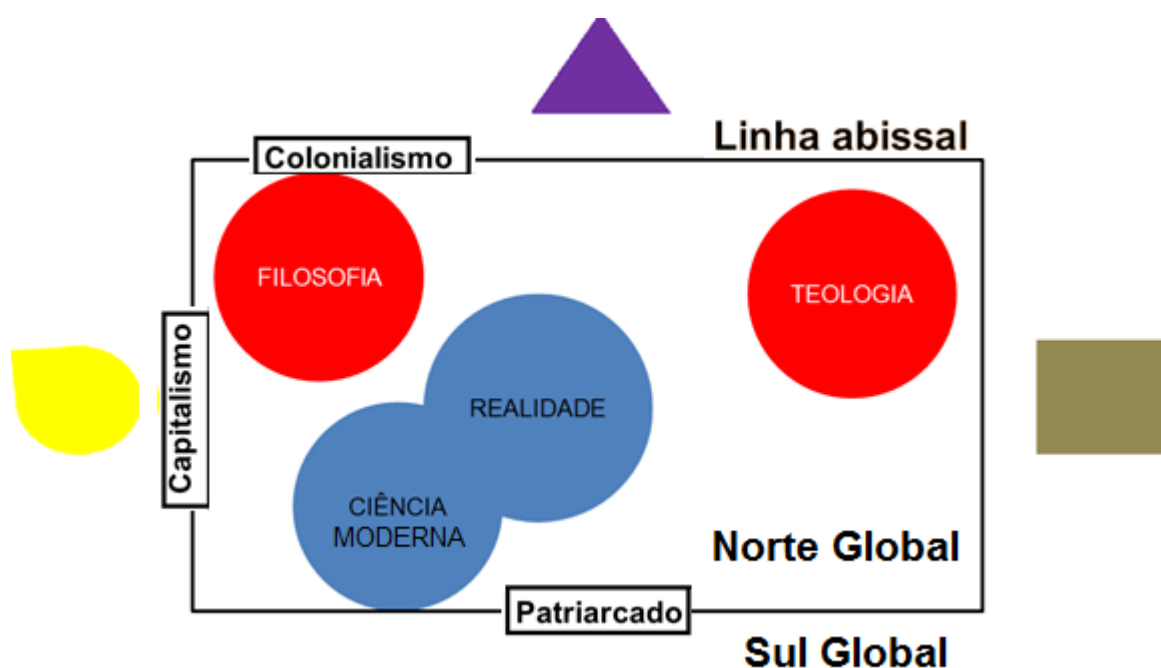 Linha abissal
Colonialismo
FILOSOFIA
TEOLOGIA
Capitalismo
REALIDADE
CIÊNCIA
MODERNA
Norte Global
Patriarcado
Sul Global